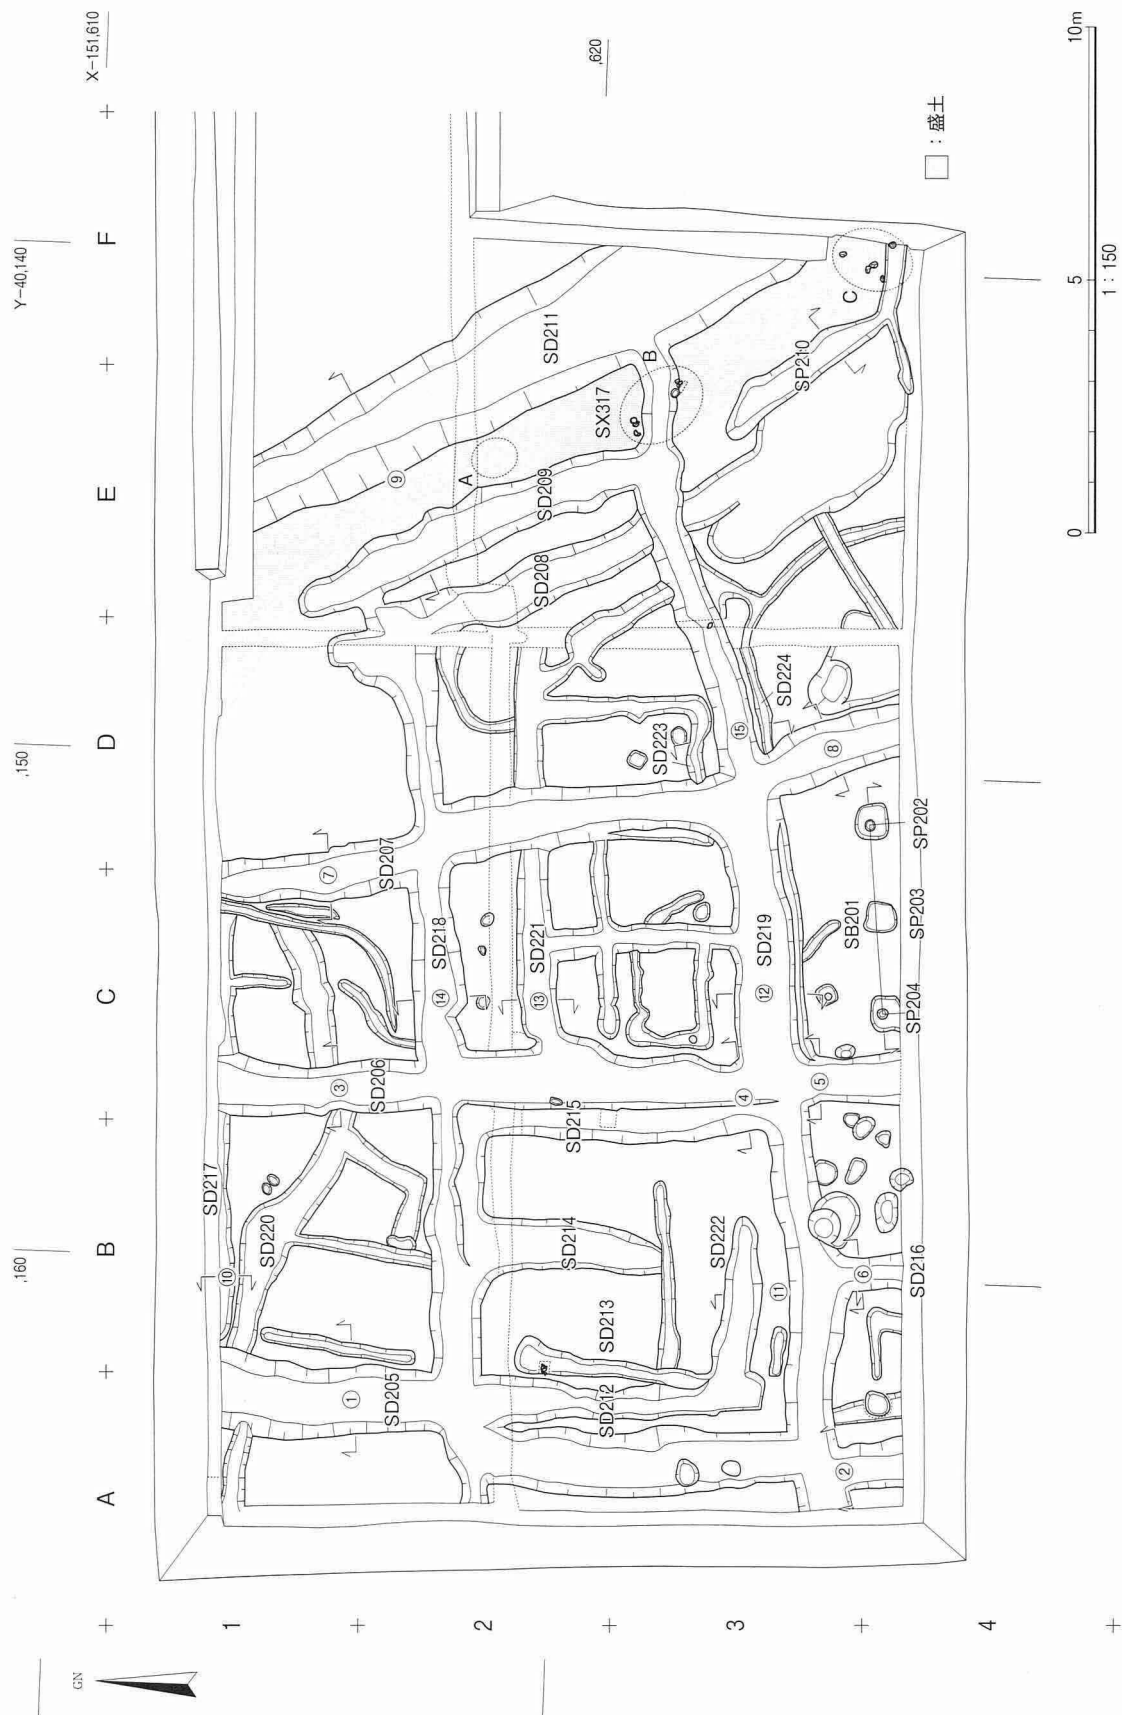 Y-40,140
,150
,160
X-151,610
,620
A
B
C
D
E
F
1
2
3
4
GN
SD217
⑩
SD220
①
SD205
③
SD206
⑦
SD207
⑨
A
SX317
B
SD211
SD209
SD208
C
SP210
SD218
⑭
SD221
⑬
SD219
⑫
SD223
⑮
SD224
⑧
SD215
④
⑤
SD214
SD222
SD213
SD212
⑪
⑥
SD216
②
SB201
SP202
SP203
SP204
□：盛土
0
5
10m
1：150